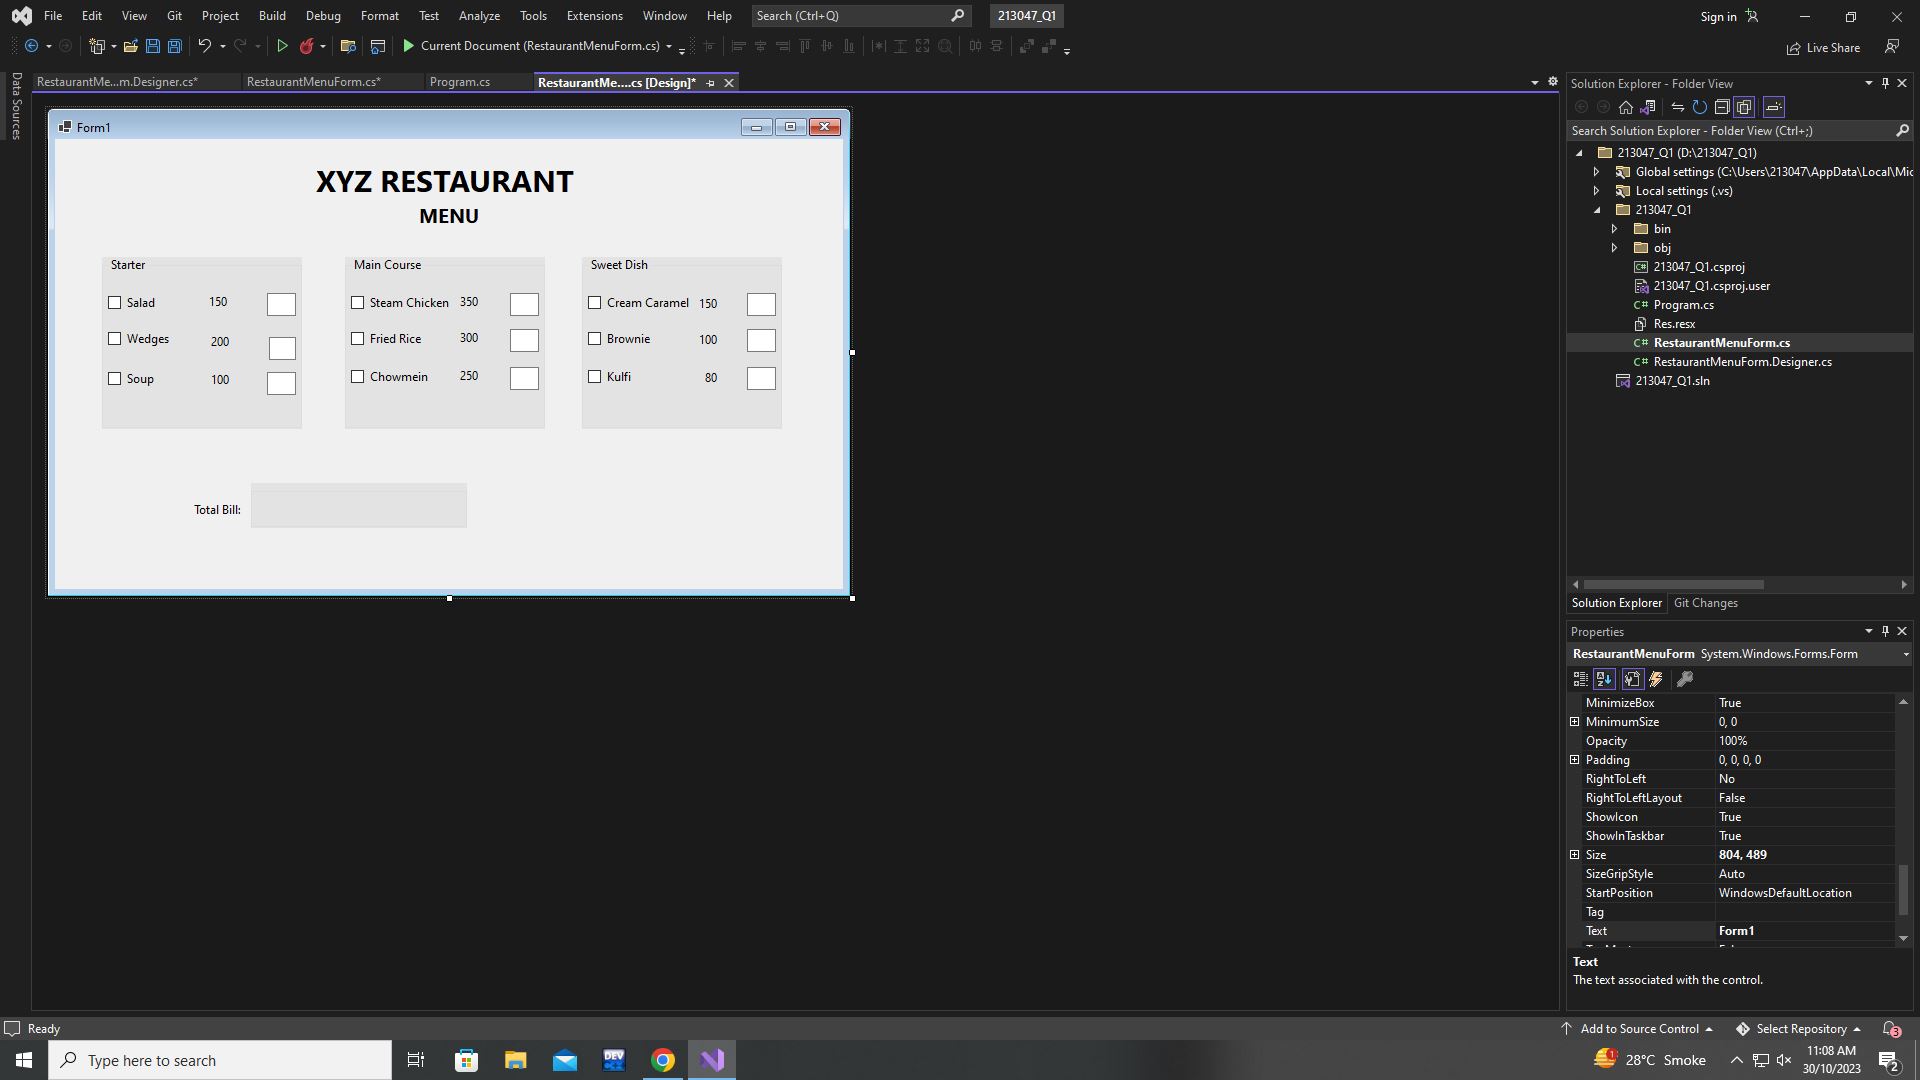 File Edit View Git Project Build Debug Format Test Analyze Tools Extensions Window Help Search (Ctrl+Q) 213047_Q1 Sign in
Current Document (RestaurantMenuForm.cs) Live Share
Data Sources
RestaurantMe...m.Designer.cs* RestaurantMenuForm.cs* Program.cs RestaurantMe....cs [Design]*
Form1
XYZ RESTAURANT
MENU
Starter
Salad 150
Wedges 200
Soup 100
Main Course
Steam Chicken 350
Fried Rice 300
Chowmein 250
Sweet Dish
Cream Caramel 150
Brownie 100
Kulfi 80
Total Bill:
Solution Explorer - Folder View
Search Solution Explorer - Folder View (Ctrl+;)
213047_Q1 (D:\213047_Q1)
Global settings (C:\Users\213047\AppData\Local\Mic
Local settings (.vs)
213047_Q1
bin
obj
213047_Q1.csproj
213047_Q1.csproj.user
Program.cs
Res.resx
RestaurantMenuForm.cs
RestaurantMenuForm.Designer.cs
213047_Q1.sln
Solution Explorer Git Changes
Properties
RestaurantMenuForm System.Windows.Forms.Form
MinimizeBox True
MinimumSize 0, 0
Opacity 100%
Padding 0, 0, 0, 0
RightToLeft No
RightToLeftLayout False
ShowIcon True
ShowInTaskbar True
Size 804, 489
SizeGripStyle Auto
StartPosition WindowsDefaultLocation
Tag
Text Form1
Text
The text associated with the control.
Ready Add to Source Control Select Repository 3
Type here to search DEV C++ 1 28°C Smoke 11:08 AM
30/10/2023 2